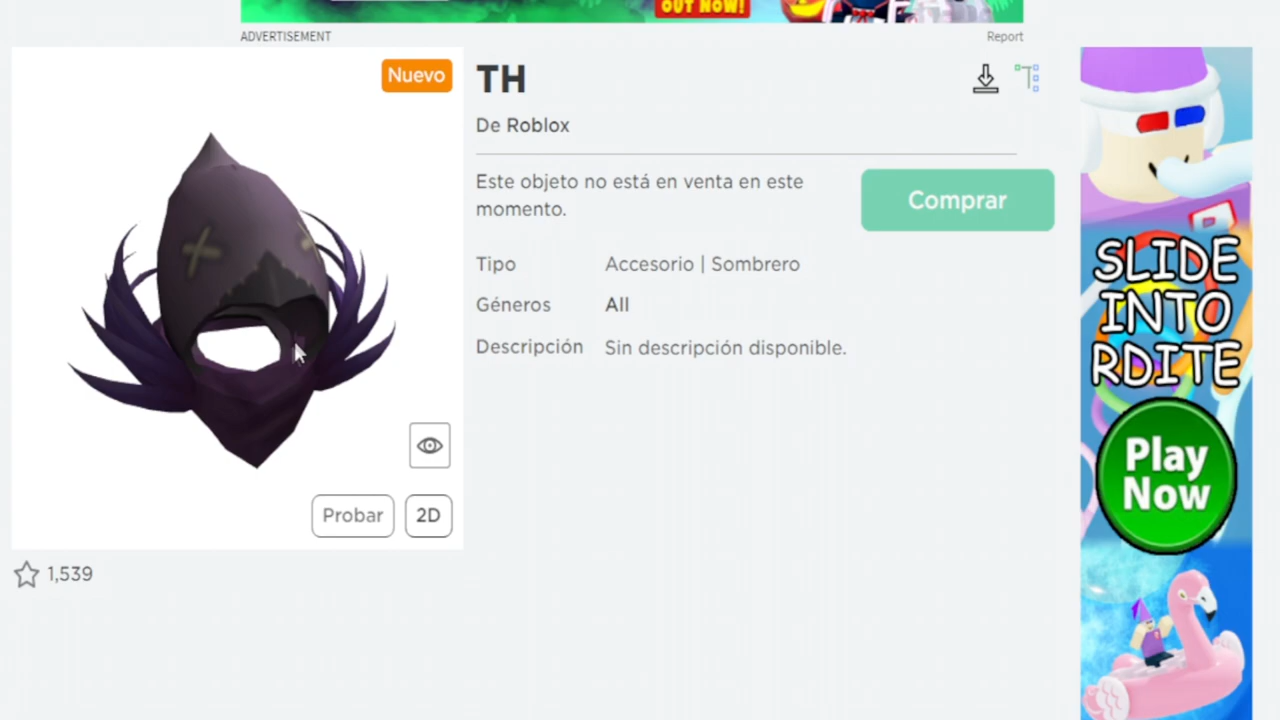 OUT NOW!
ADVERTISEMENT
Report
Nuevo
TH
De Roblox
Este objeto no está en venta en este
momento.
Comprar
Tipo
Accesorio | Sombrero
Géneros
All
Descripción
Sin descripción disponible.
Probar
2D
1,539
SLIDE
INTO
RDITE
Play
Now